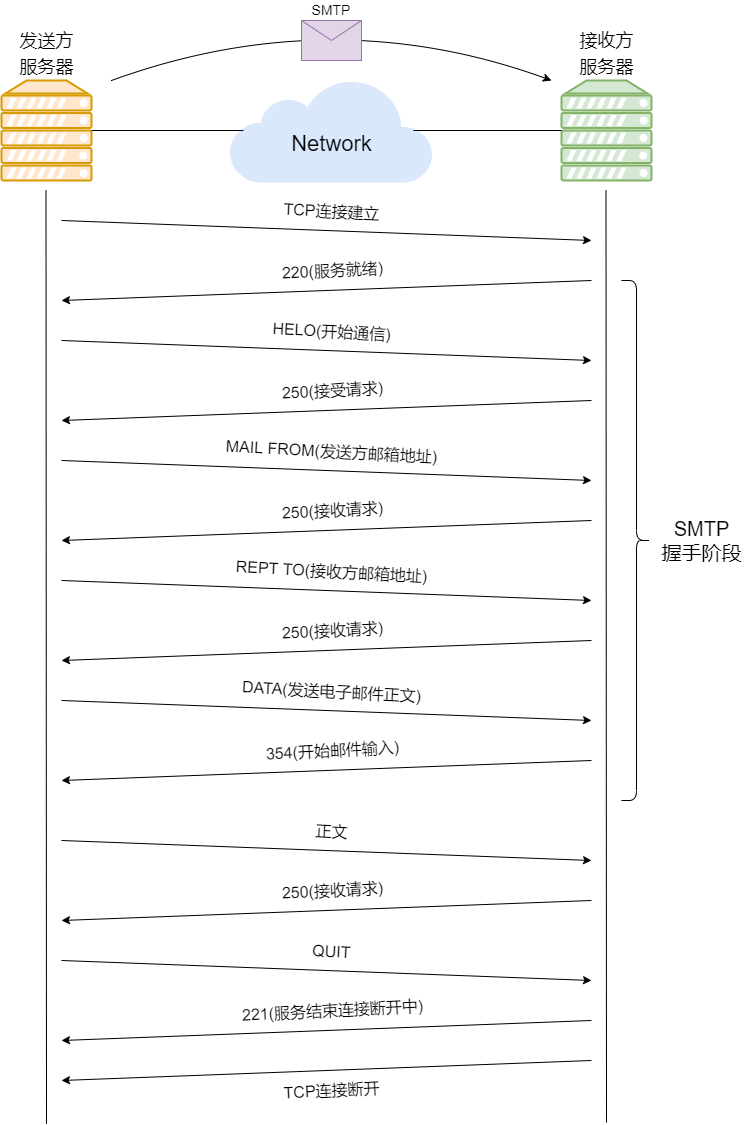 SMTP
发送方
服务器
接收方
服务器
Network
TCP连接建立
220(服务就绪)
HELO(开始通信)
250(接受请求)
MAIL FROM(发送方邮箱地址)
250(接收请求)
REPT TO(接收方邮箱地址)
250(接收请求)
DATA(发送电子邮件正文)
354(开始邮件输入)
SMTP
握手阶段
正文
250(接收请求)
QUIT
221(服务结束连接断开中)
TCP连接断开